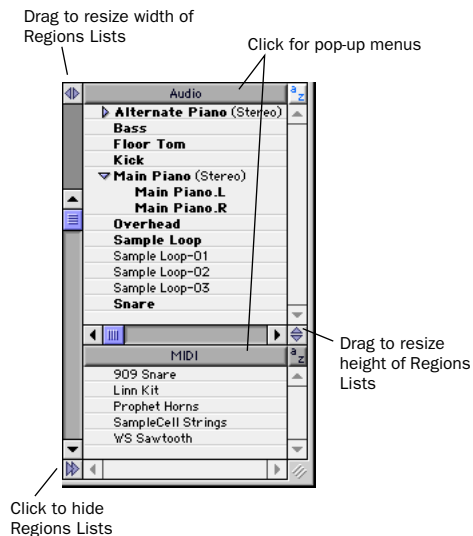 Drag to resize width of
Regions Lists
Click for pop-up menus
Audio
a z
Alternate Piano (Stereo)
Bass
Floor Tom
Kick
Main Piano (Stereo)
Main Piano.L
Main Piano.R
Overhead
Sample Loop
Sample Loop-01
Sample Loop-02
Sample Loop-03
Snare
Drag to resize
height of Regions
Lists
MIDI
a z
909 Snare
Linn Kit
Prophet Horns
SampleCell Strings
WS Sawtooth
Click to hide
Regions Lists